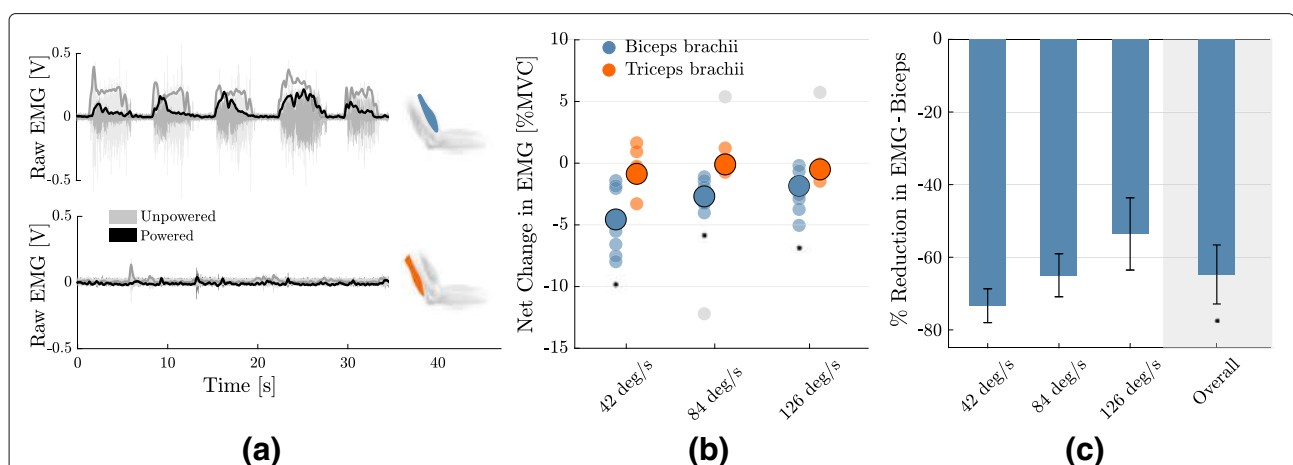 Raw EMG [V]
0.5
0
-0.5
Raw EMG [V]
0.5
0
-0.5
Unpowered
Powered
0 10 20 30 40
Time [s]
(a)
Net Change in EMG [%MVC]
10
5
0
-5
-10
-15
Biceps brachii
Triceps brachii
42 deg/s
84 deg/s
126 deg/s
(b)
% Reduction in EMG - Biceps
0
-20
-40
-60
-80
42 deg/s
84 deg/s
126 deg/s
Overall
(c)